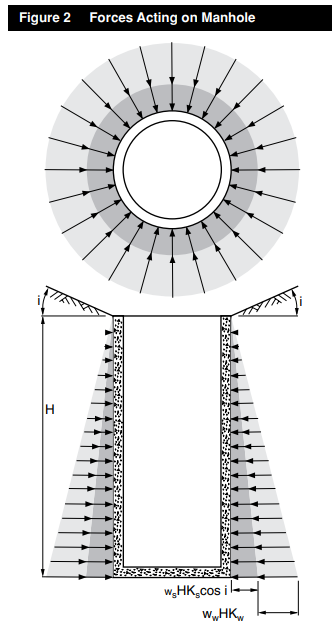 Figure 2 Forces Acting on Manhole
i
i
H
wₛHKₛcos i
w𝓌HK𝓌